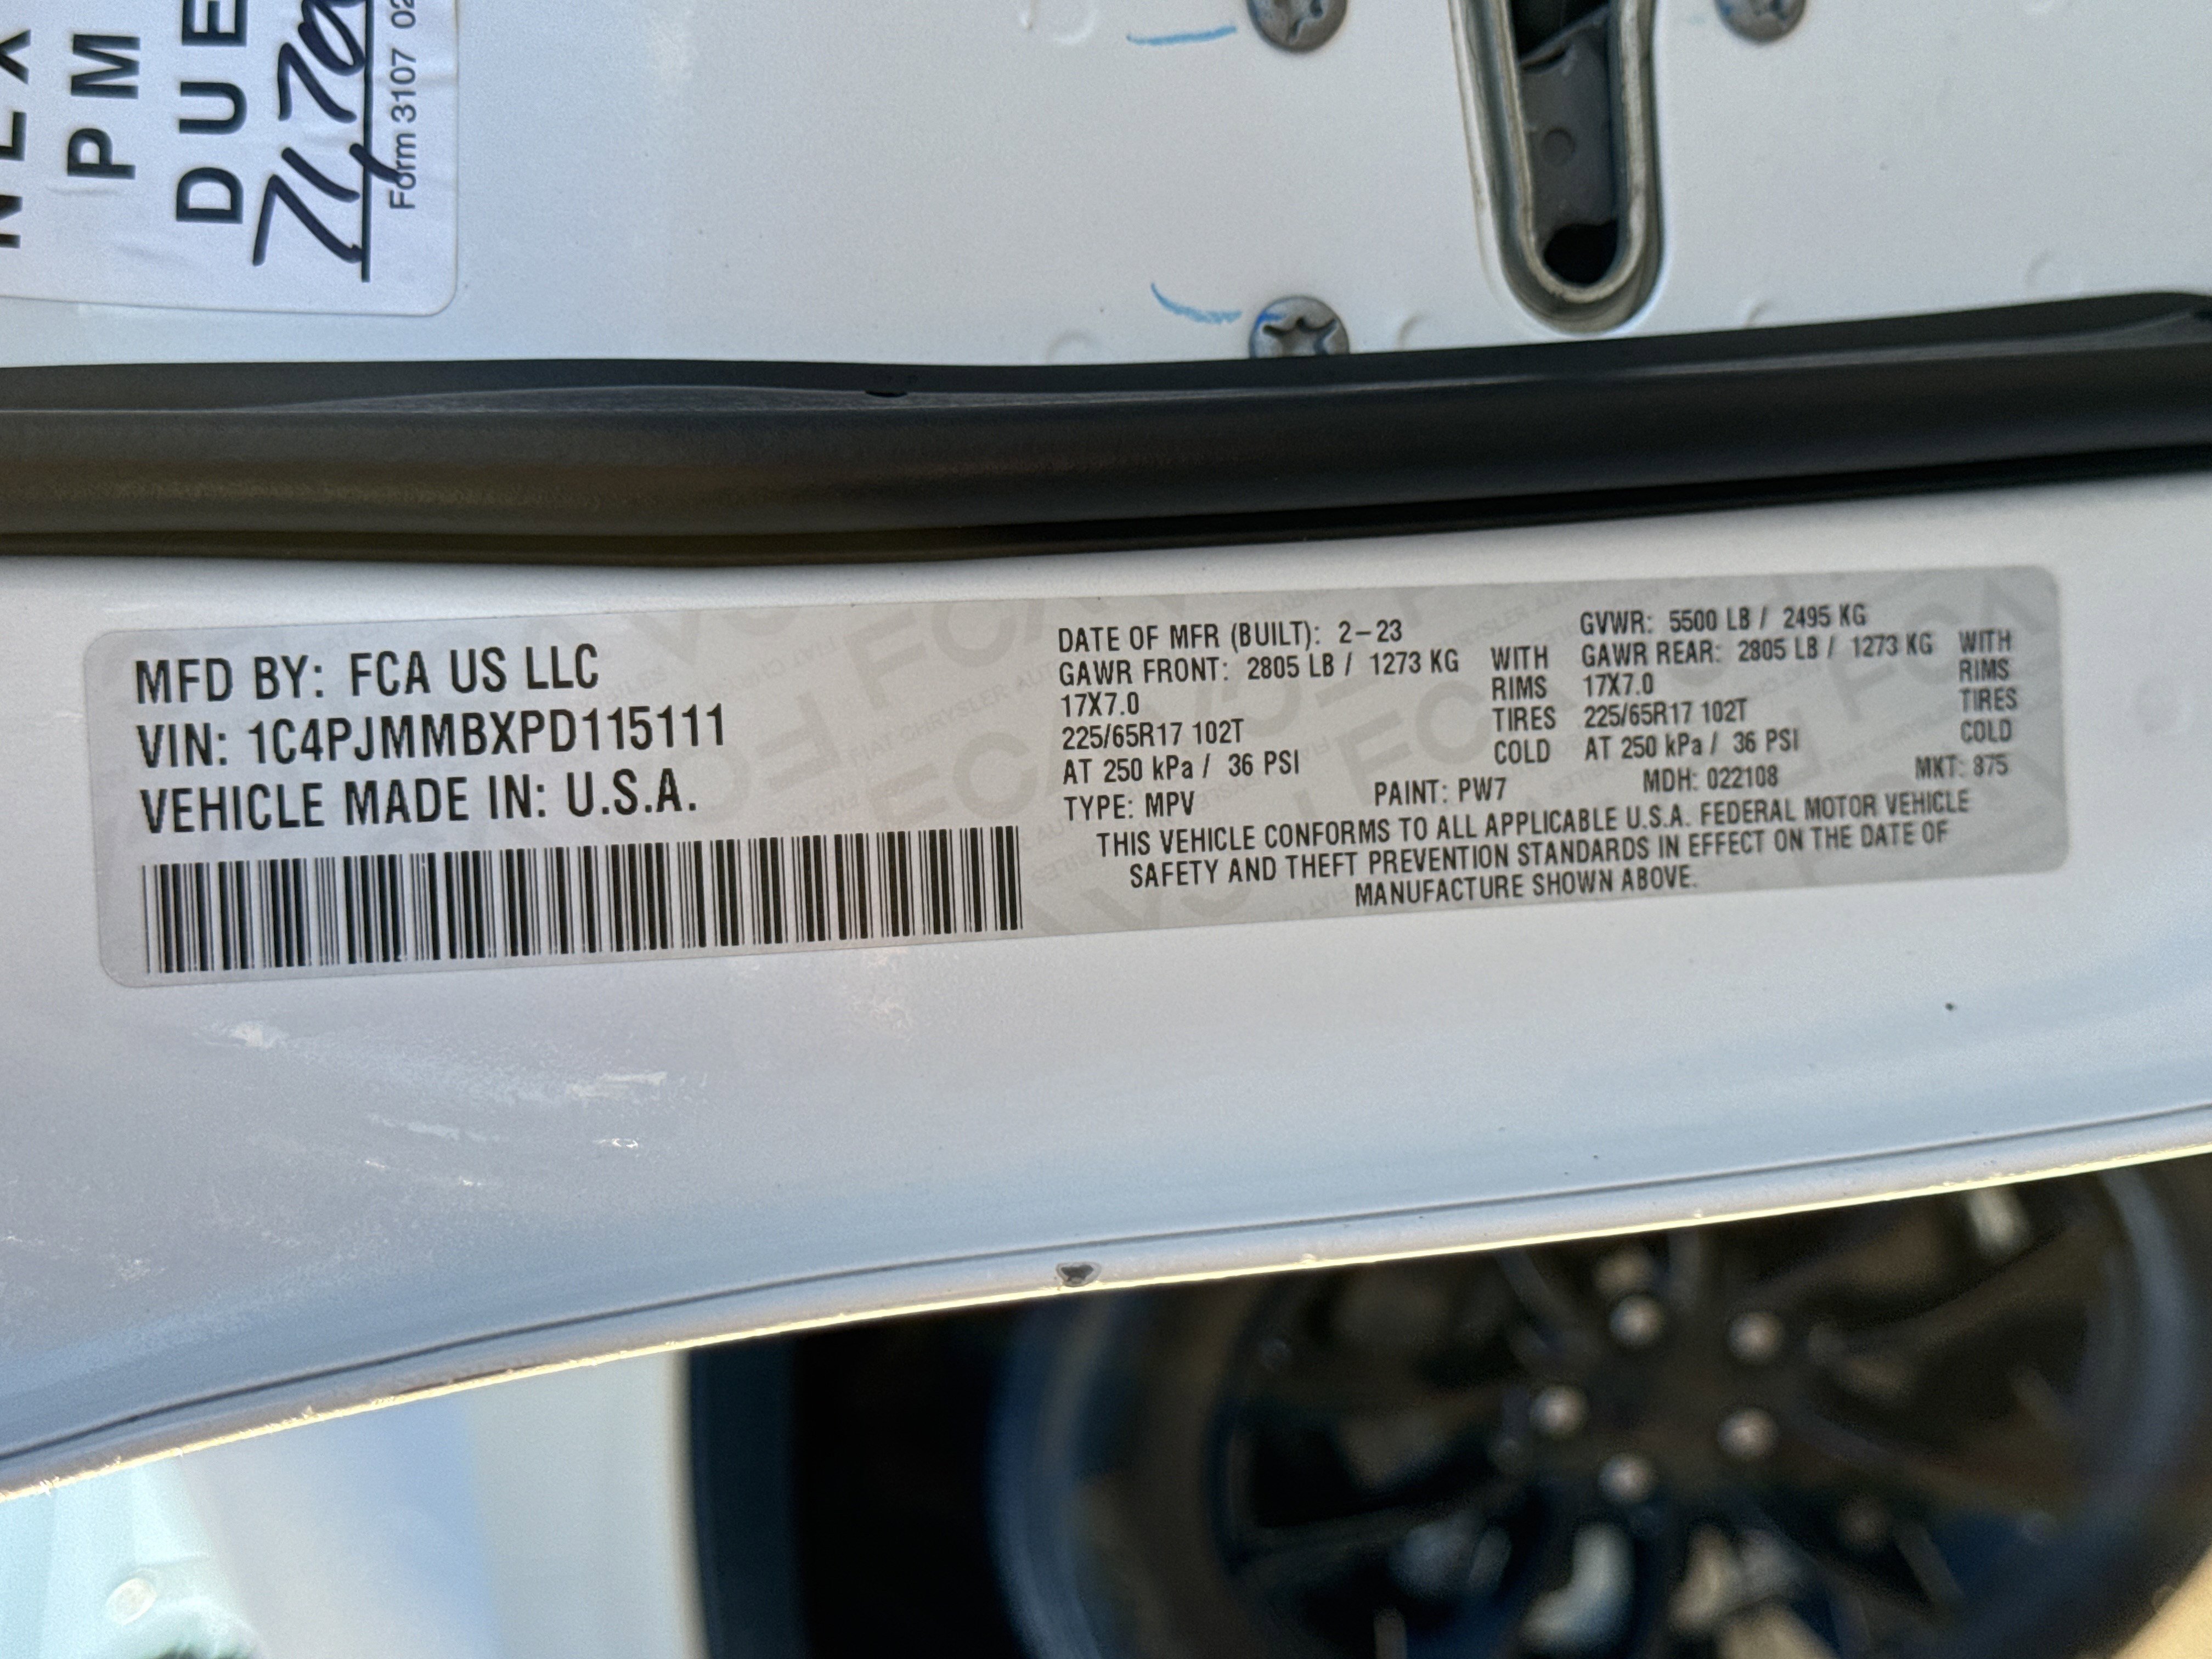 PM
DUE
Form 3107 02
MFD BY: FCA US LLC
VIN: 1C4PJMMBXPD115111
VEHICLE MADE IN: U.S.A.
DATE OF MFR (BUILT): 2-23
GVWR: 5500 LB / 2495 KG
GAWR FRONT: 2805 LB / 1273 KG WITH
17X7.0 RIMS
225/65R17 102T TIRES
AT 250 kPa / 36 PSI COLD
GAWR REAR: 2805 LB / 1273 KG WITH
17X7.0 RIMS
225/65R17 102T TIRES
AT 250 kPa / 36 PSI COLD
TYPE: MPV PAINT: PW7 MDH: 022108 MKT: 875
THIS VEHICLE CONFORMS TO ALL APPLICABLE U.S.A. FEDERAL MOTOR VEHICLE
SAFETY AND THEFT PREVENTION STANDARDS IN EFFECT ON THE DATE OF
MANUFACTURE SHOWN ABOVE.